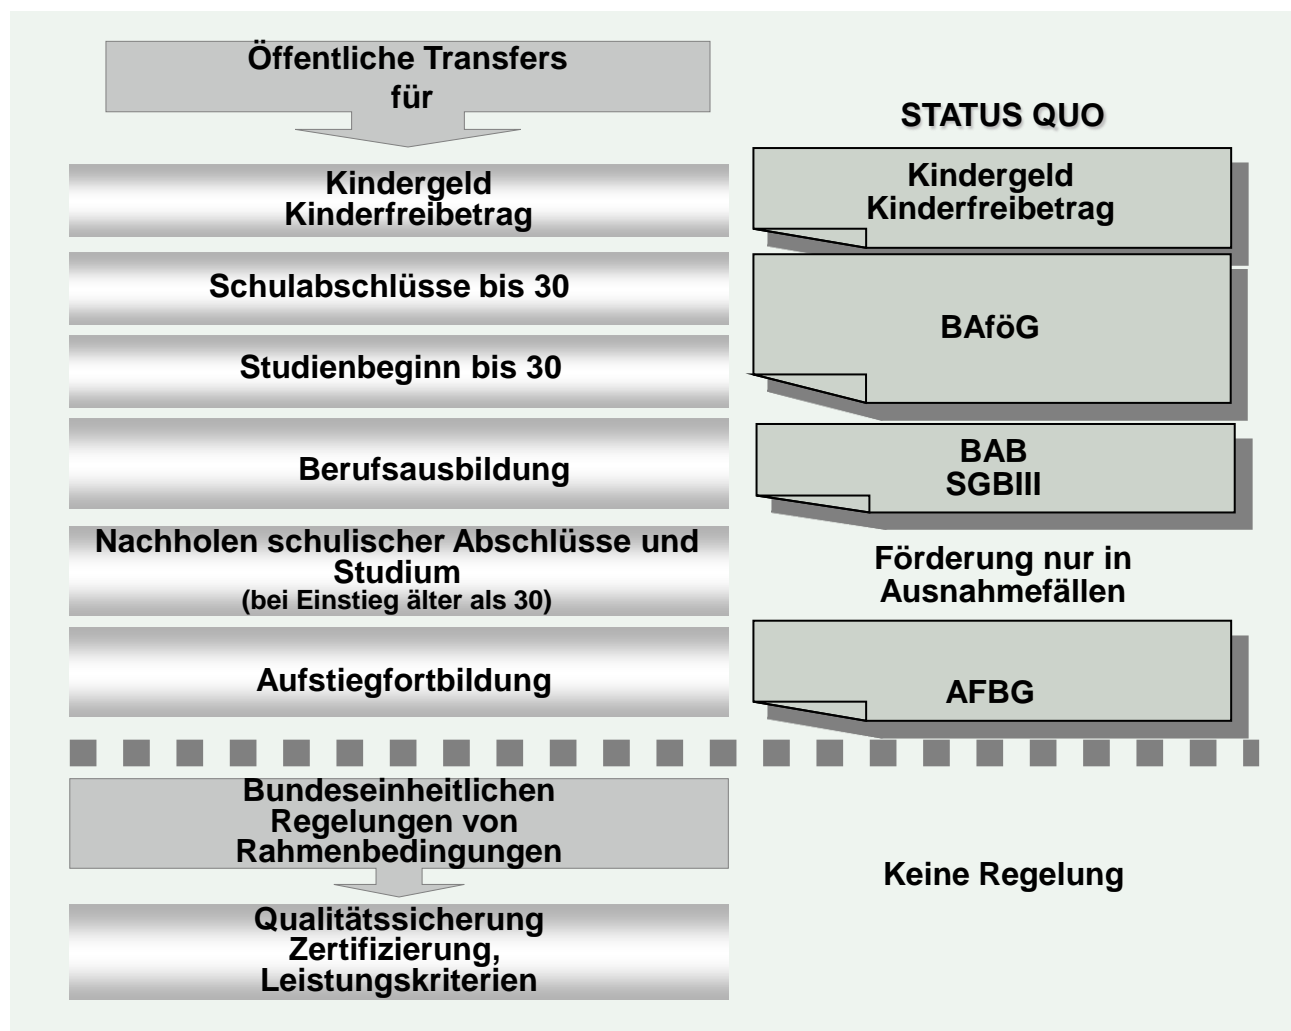 Öffentliche Transfers
für
STATUS QUO
Kindergeld
Kinderfreibetrag
Kindergeld
Kinderfreibetrag
Schulabschlüsse bis 30
Studienbeginn bis 30
BAföG
Berufsausbildung
BAB
SGBIII
Nachholen schulischer Abschlüsse und
Studium
(bei Einstieg älter als 30)
Förderung nur in
Ausnahmefällen
Aufstiegfortbildung
AFBG
Bundeseinheitlichen
Regelungen von
Rahmenbedingungen
Keine Regelung
Qualitätssicherung
Zertifizierung,
Leistungskriterien